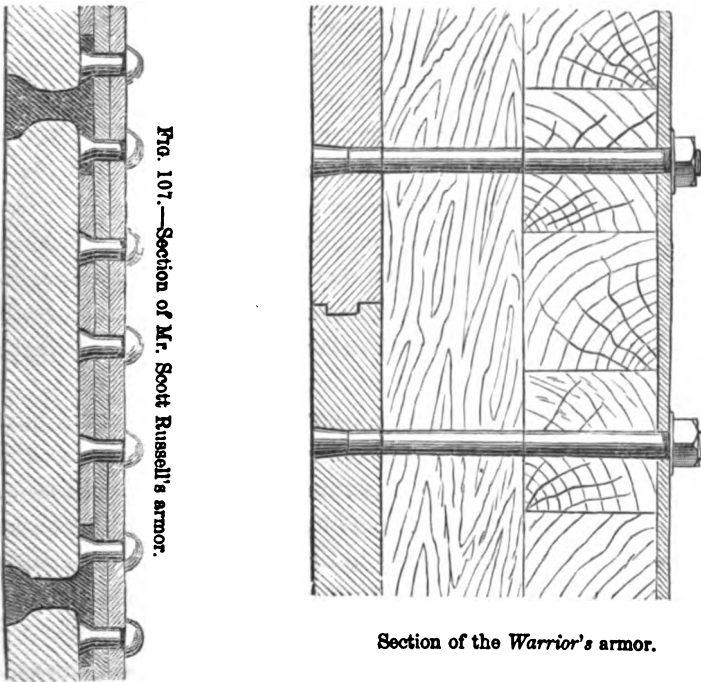 Fig. 107.—Section of Mr. Scott Russell's armor.
Section of the Warrior's armor.